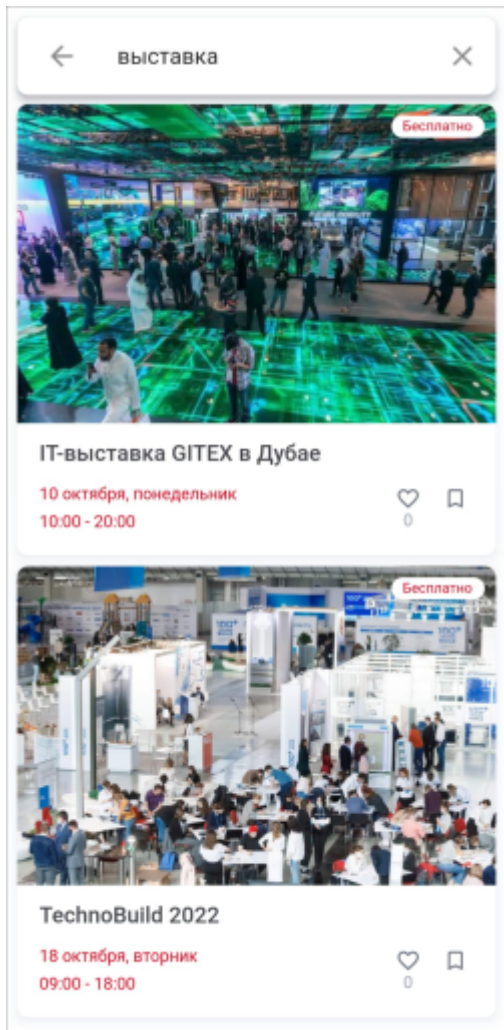 выставка
Бесплатно
IT-выставка GITEX в Дубае
10 октября, понедельник
10:00 - 20:00
0
Бесплатно
TechnoBuild 2022
18 октября, вторник
09:00 - 18:00
0